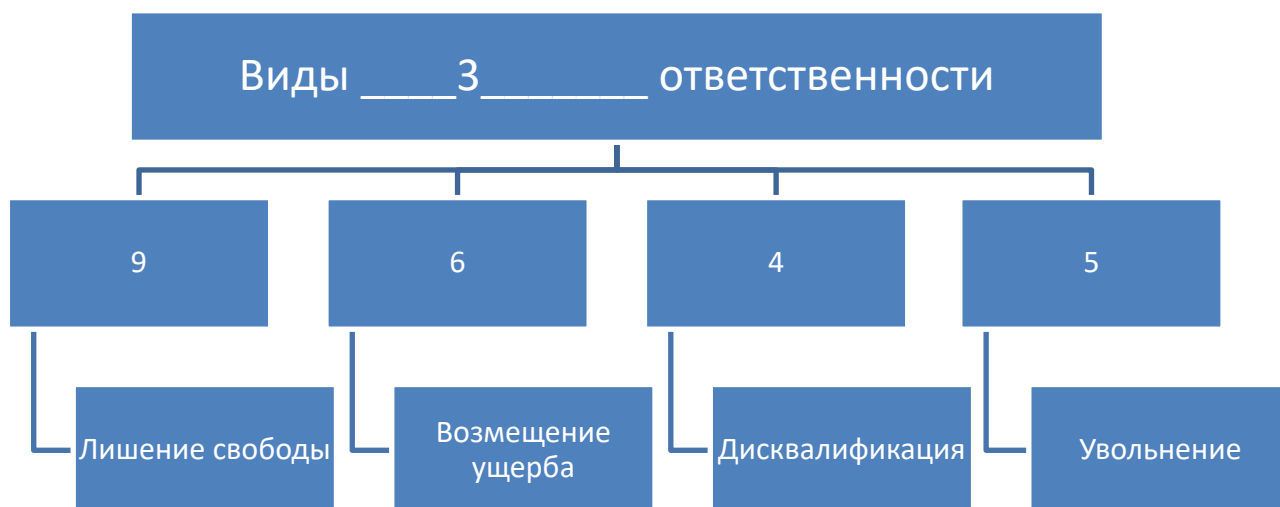 Виды ____3_______ ответственности
9
6
4
5
Лишение свободы
Возмещение
ущерба
Дисквалификация
Увольнение